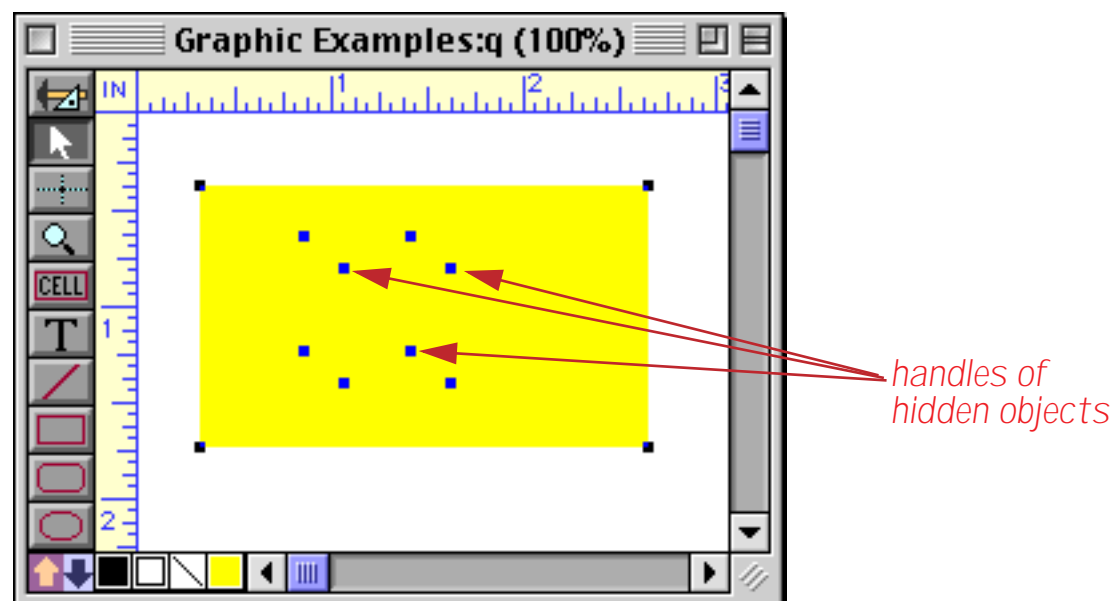 Graphic Examples:q (100%)
IN 1 2 3
CELL
T
1
2
handles of
hidden objects